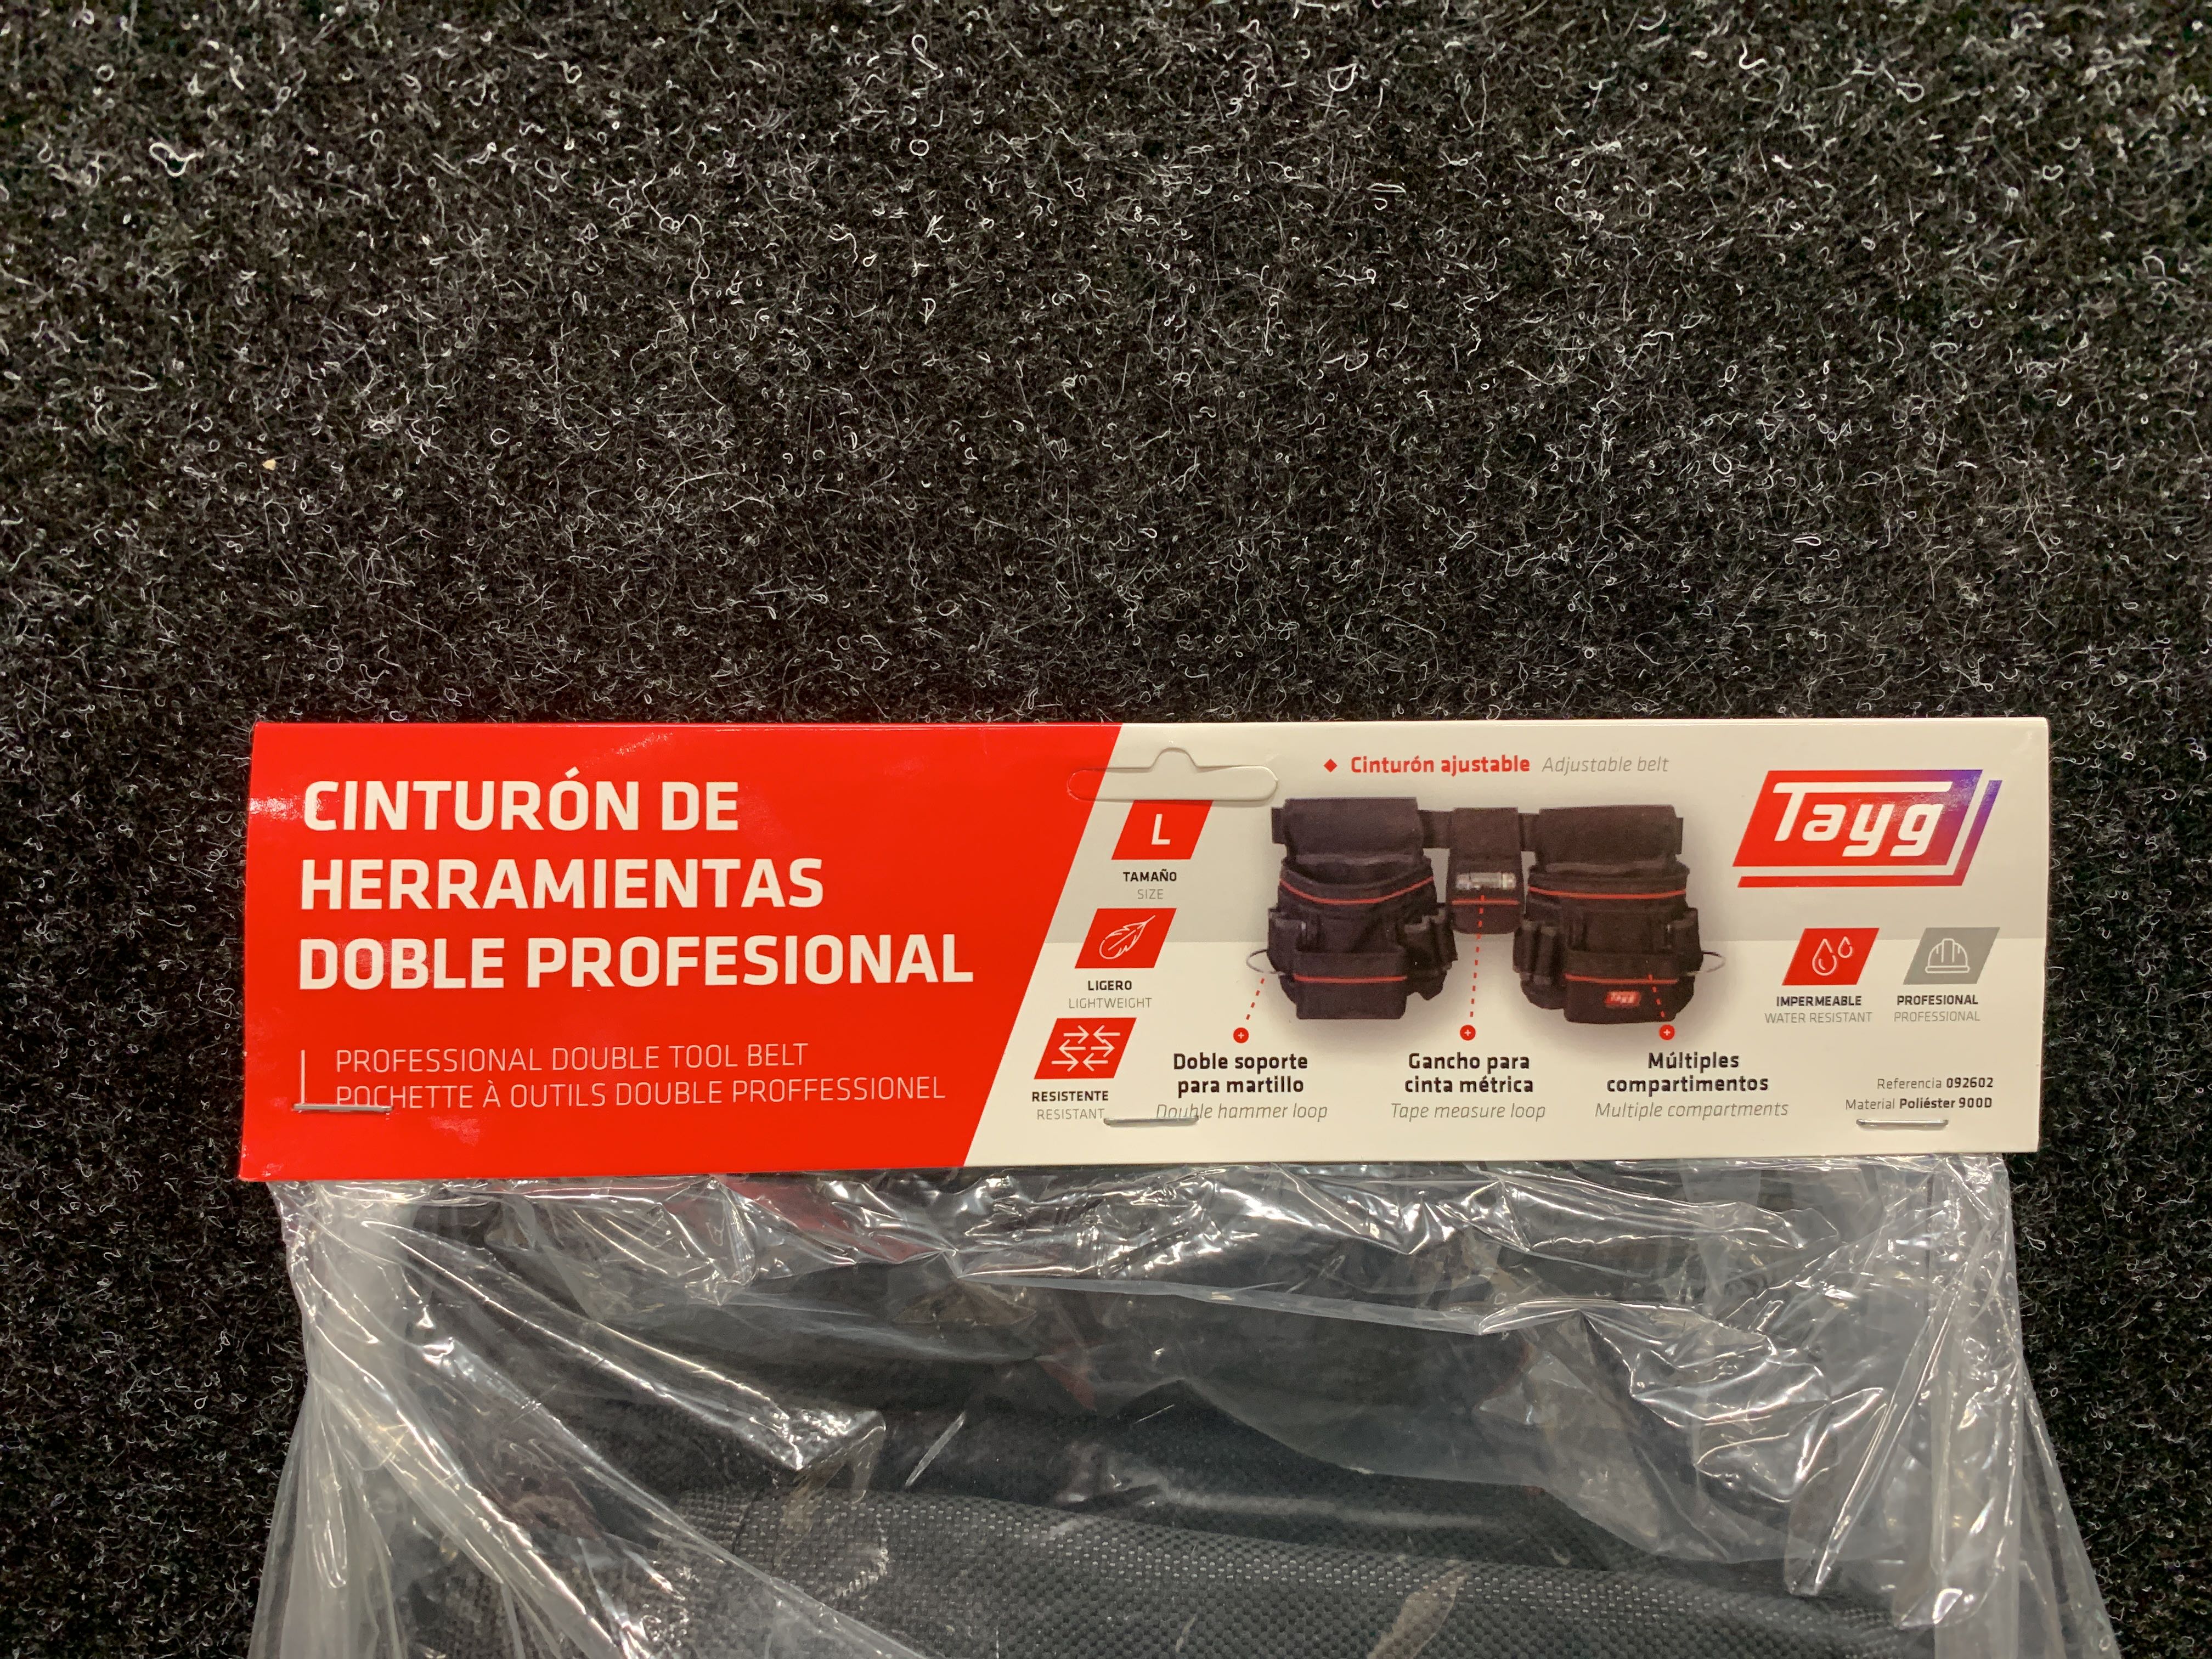 CINTURÓN DE
HERRAMIENTAS
DOBLE PROFESIONAL
PROFESSIONAL DOUBLE TOOL BELT
POCHETTE À OUTILS DOUBLE PROFFESSIONEL
L
TAMAÑO
SIZE
LIGERO
LIGHTWEIGHT
RESISTENTE
RESISTANT
Cinturón ajustable Adjustable belt
Tayg
Doble soporte
para martillo
Double hammer loop
Gancho para
cinta métrica
Tape measure loop
Múltiples
compartimentos
Multiple compartments
Tayg
IMPERMEABLE
WATER RESISTANT
PROFESIONAL
PROFESSIONAL
Referencia 092602
Material Poliéster 900D